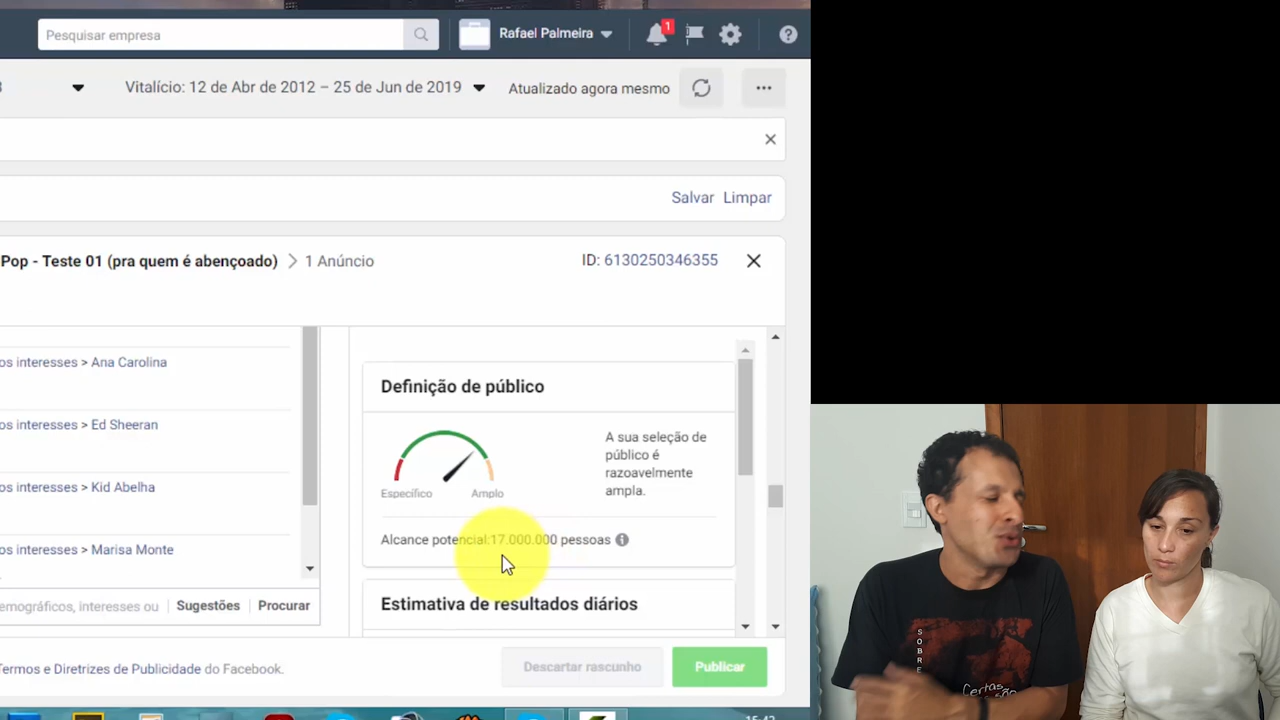 Pesquisar empresa
Rafael Palmeira
1
Vitalício: 12 de Abr de 2012 – 25 de Jun de 2019
Atualizado agora mesmo
Salvar Limpar
Pop - Teste 01 (pra quem é abençoado) > 1 Anúncio
ID: 6130250346355
os interesses > Ana Carolina
os interesses > Ed Sheeran
os interesses > Kid Abelha
os interesses > Marisa Monte
emográficos, interesses ou
Sugestões
Procurar
Definição de público
Específico
Amplo
A sua seleção de
público é
razoavelmente
ampla.
Alcance potencial:17.000.000 pessoas
Estimativa de resultados diários
Termos e Diretrizes de Publicidade do Facebook.
Descartar rascunho
Publicar
SOBRE
Certas